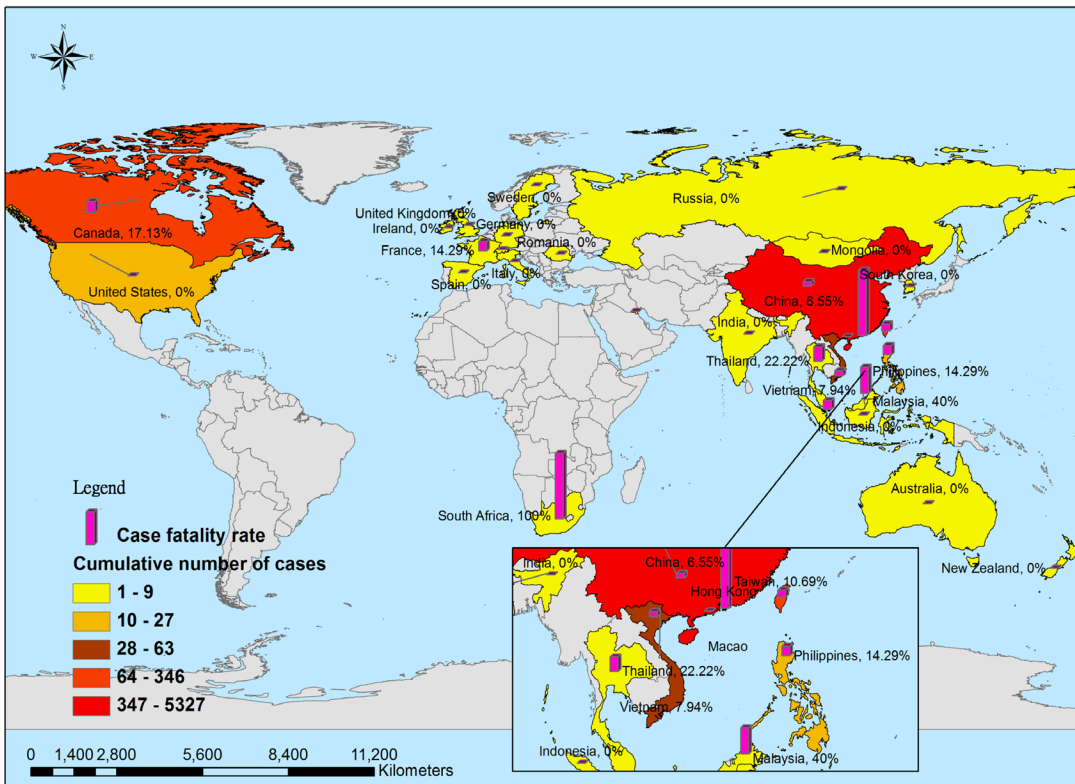 N
W E
S
Sweden, 0%
Russia, 0%
United Kingdom, 0%
Germany, 0%
Ireland, 0%
Canada, 17.13%
France, 14.29%
Romania, 0%
Mongolia, 0%
Italy, 0%
South Korea, 0%
Spain, 0%
United States, 0%
China, 6.55%
India, 0%
Thailand, 22.22%
Philippines, 14.29%
Vietnam, 7.94%
Malaysia, 40%
Indonesia, 0%
Australia, 0%
South Africa, 100%
New Zealand, 0%
Legend
Case fatality rate
Cumulative number of cases
1 - 9
10 - 27
28 - 63
64 - 346
347 - 5327
0 1,400 2,800 5,600 8,400 11,200
Kilometers
India, 0%
China, 6.55%
Taiwan, 10.69%
Hong Kong
Macao
Philippines, 14.29%
Thailand, 22.22%
Vietnam, 7.94%
Indonesia, 0%
Malaysia, 40%